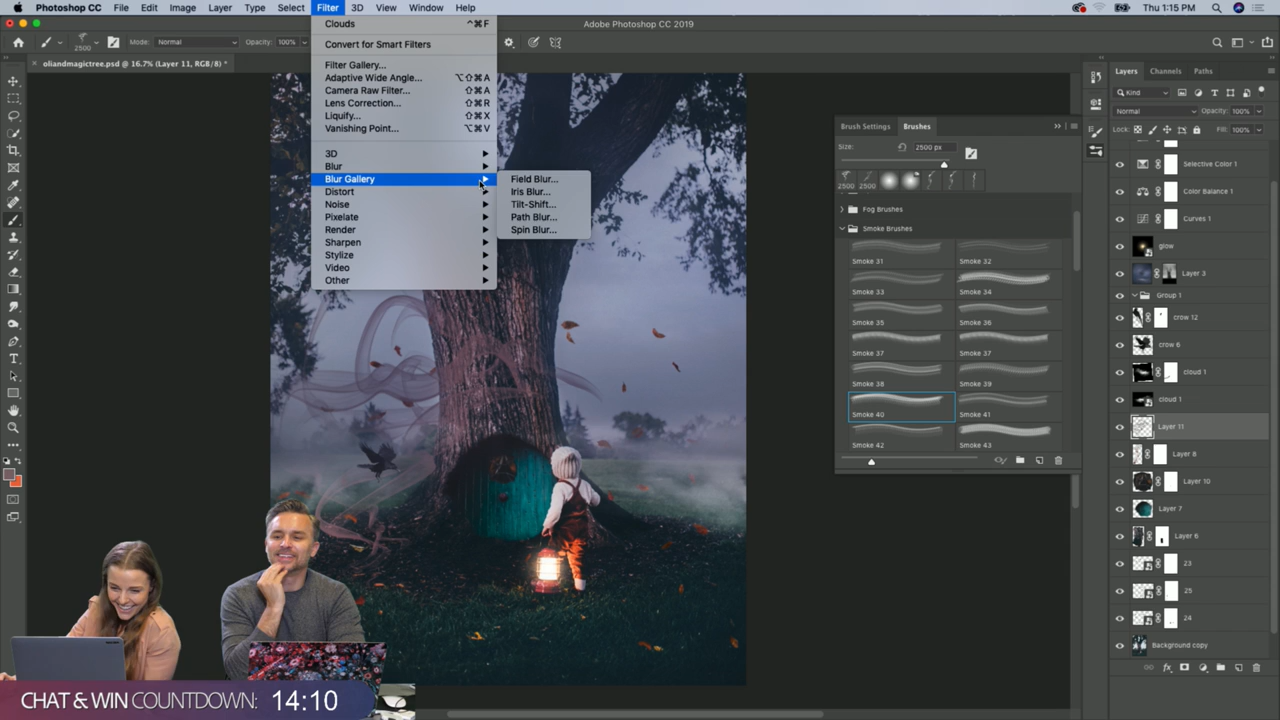 Photoshop CC File Edit Image Layer Type Select Filter 3D View Window Help Thu 1:15 PM
Adobe Photoshop CC 2019
2500 Mode: Normal Opacity: 100%
oliandmagictree.psd @ 16.7% (Layer 11, RGB/8) *
Clouds ^⌘F
Convert for Smart Filters
Filter Gallery...
Adaptive Wide Angle... ⌥⇧⌘A
Camera Raw Filter... ⇧⌘A
Lens Correction... ⇧⌘R
Liquify... ⇧⌘X
Vanishing Point... ⌥⌘V
3D
Blur
Blur Gallery
Distort
Noise
Pixelate
Render
Sharpen
Stylize
Video
Other
Field Blur...
Iris Blur...
Tilt-Shift...
Path Blur...
Spin Blur...
Brush Settings Brushes
Size: 2500 px
2500 2500
Fog Brushes
Smoke Brushes
Smoke 31 Smoke 32
Smoke 33 Smoke 34
Smoke 35 Smoke 36
Smoke 37 Smoke 37
Smoke 38 Smoke 39
Smoke 40 Smoke 41
Smoke 42 Smoke 43
Layers Channels Paths
Kind
Normal Opacity: 100%
Lock: Fill: 100%
Selective Color 1
Color Balance 1
Curves 1
glow
Layer 3
Group 1
crow 12
crow 6
cloud 1
cloud 1
Layer 11
Layer 8
Layer 10
Layer 7
Layer 6
23
25
24
Background copy
CHAT & WIN COUNTDOWN: 14:10